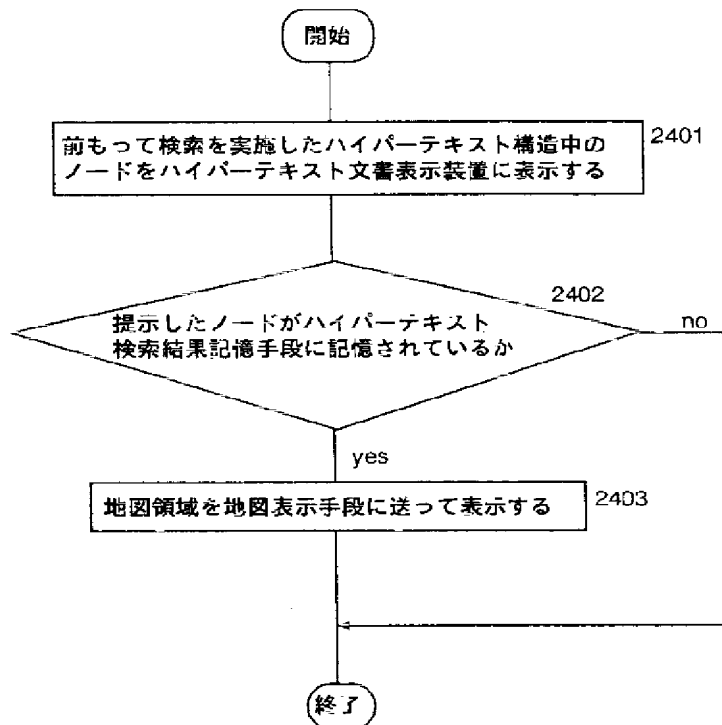 開始
前もって検索を実施したハイパーテキスト構造中の
2401
ノードをハイパーテキスト文書表示装置に表示する
2402
提示したノードがハイパーテキスト
検索結果記憶手段に記憶されているか
no
yes
地図領域を地図表示手段に送って表示する
2403
終了